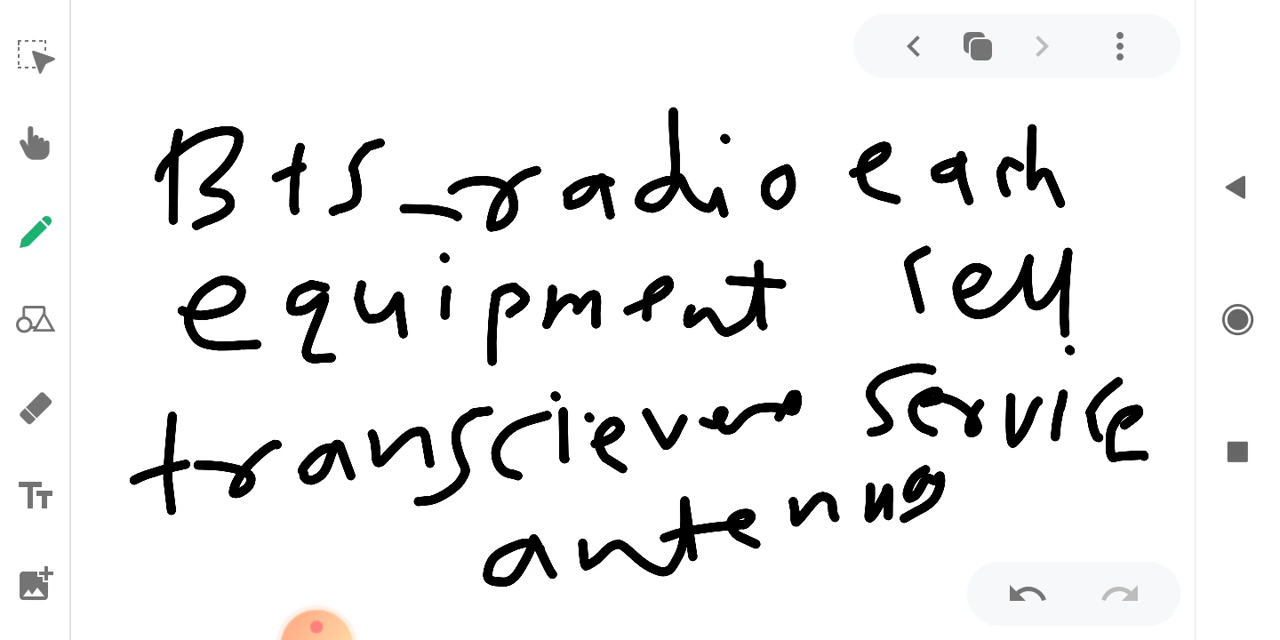 Bts_radio each
equipment cell.
transciever service
antenna